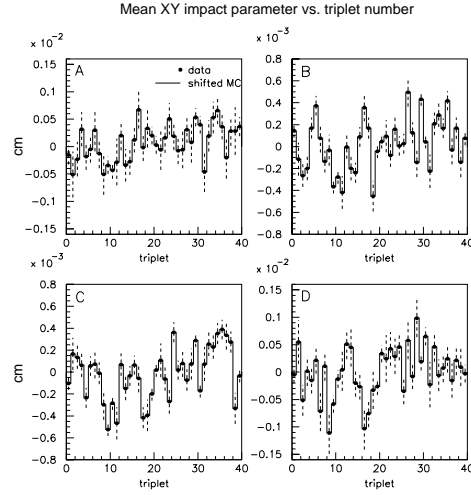 Mean XY impact parameter vs. triplet number
x 10⁻²
A
data
shifted MC
0.15
0.1
0.05
0
−0.05
−0.1
−0.15
cm
0 10 20 30 40
triplet
x 10⁻³
B
0.8
0.6
0.4
0.2
0
−0.2
−0.4
−0.6
−0.8
0 10 20 30 40
triplet
x 10⁻³
C
0.8
0.6
0.4
0.2
0
−0.2
−0.4
−0.6
−0.8
cm
0 10 20 30 40
triplet
x 10⁻²
D
0.15
0.1
0.05
0
−0.05
−0.1
−0.15
0 10 20 30 40
triplet